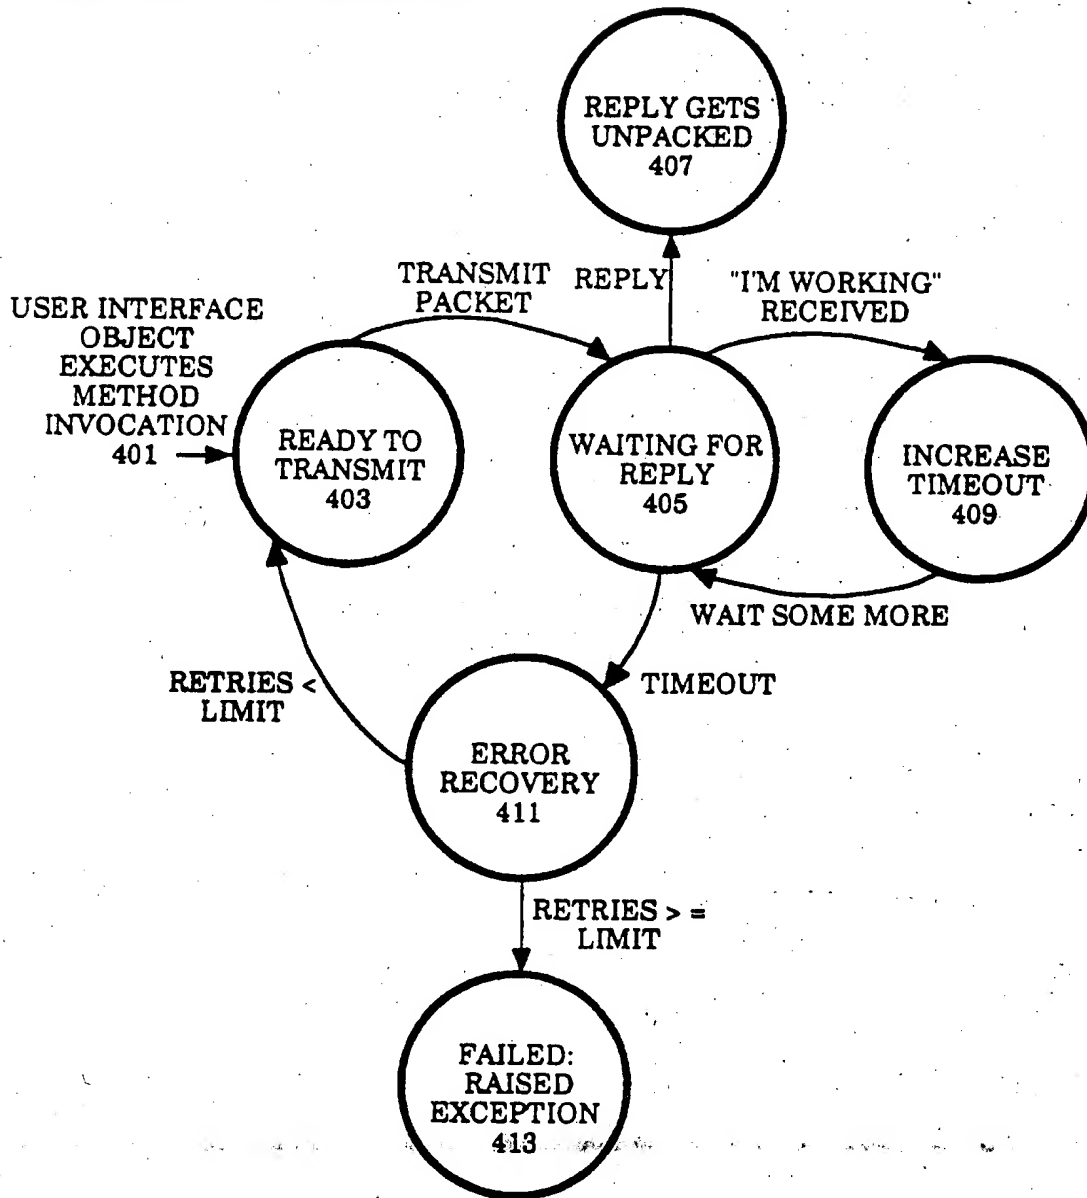 REPLY GETS
UNPACKED
407
TRANSMIT
PACKET
REPLY
"I'M WORKING"
RECEIVED
USER INTERFACE
OBJECT
EXECUTES
METHOD
INVOCATION
401
READY TO
TRANSMIT
403
WAITING FOR
REPLY
405
INCREASE
TIMEOUT
409
WAIT SOME MORE
RETRIES <
LIMIT
TIMEOUT
ERROR
RECOVERY
411
RETRIES > =
LIMIT
FAILED:
RAISED
EXCEPTION
413